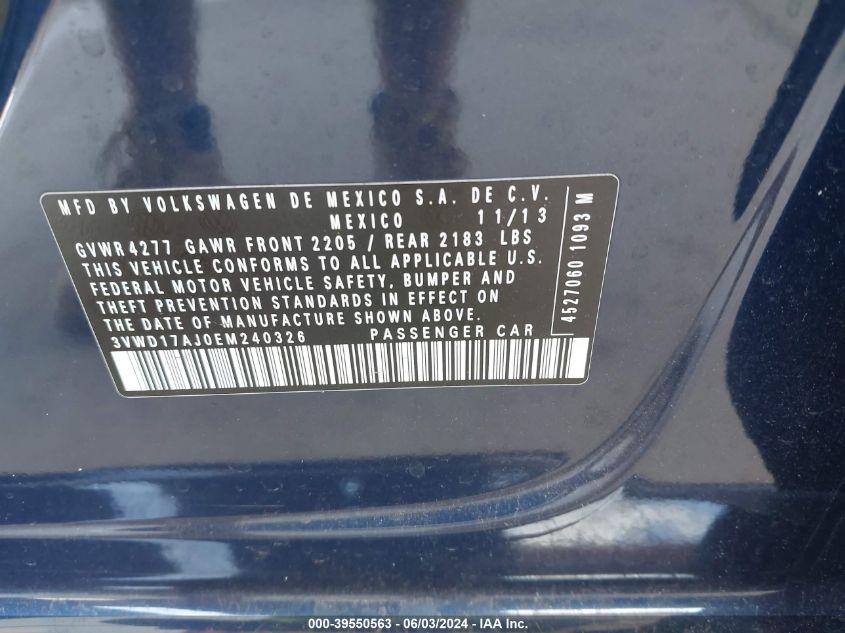 MFD BY VOLKSWAGEN DE MEXICO S.A. DE C.V.
MEXICO 11/13
GVWR 4277 GAWR FRONT 2205 / REAR 2183 LBS
THIS VEHICLE CONFORMS TO ALL APPLICABLE U.S.
FEDERAL MOTOR VEHICLE SAFETY, BUMPER AND
THEFT PREVENTION STANDARDS IN EFFECT ON
THE DATE OF MANUFACTURE SHOWN ABOVE.
3VWD17AJ0EM240326 PASSENGER CAR
4527060 1093 M
000-39550563 - 06/03/2024 - IAA Inc.